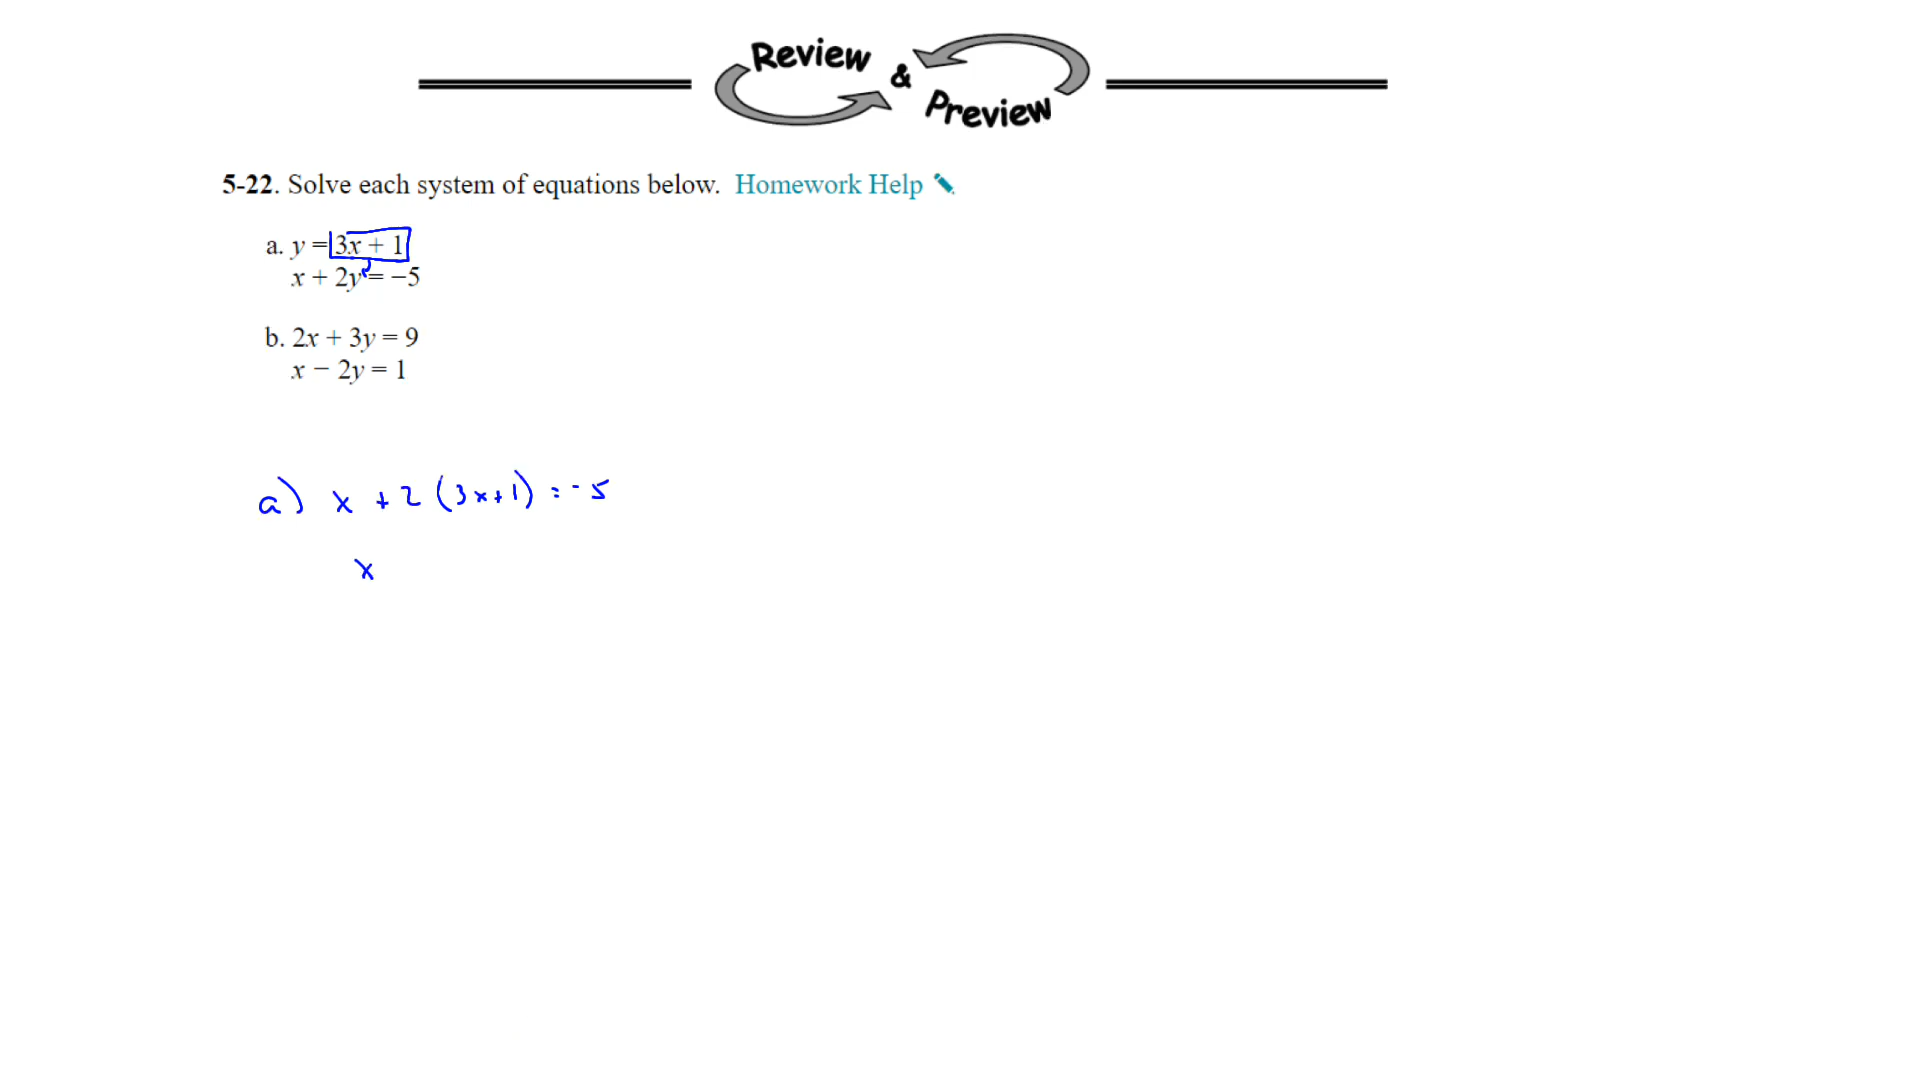 Review
&
Preview
5-22. Solve each system of equations below. Homework Help
a. y = 3x + 1
x + 2y = −5
b. 2x + 3y = 9
x − 2y = 1
a) x + 2 (3x+1) = -5
x